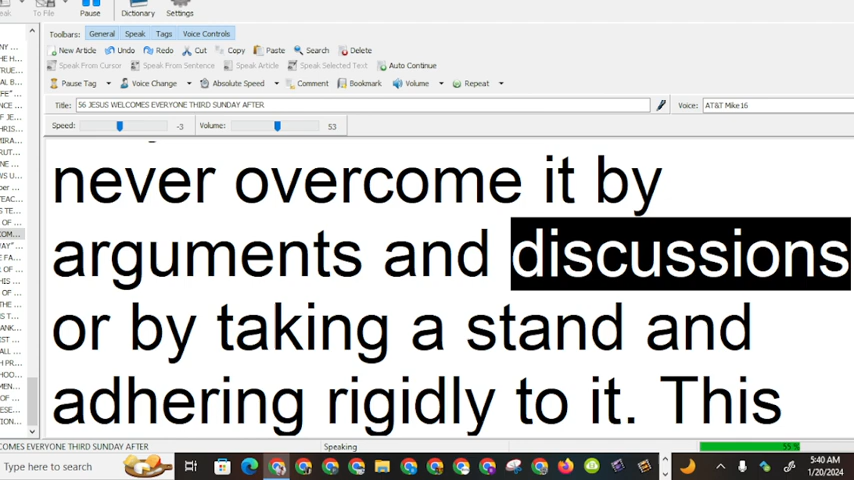 Pause
Dictionary
Settings
To File
Toolbars: General Speak Tags Voice Controls
New Article Undo Redo Cut Copy Paste Search Delete
Speak From Cursor Speak From Sentence Speak Article Speak Selected Text Auto Continue
Pause Tag Voice Change Absolute Speed Comment Bookmark Volume Repeat
Title: 56 JESUS WELCOMES EVERYONE THIRD SUNDAY AFTER Voice: AT&T Mike16
Speed: -3 Volume: 53
never overcome it by
arguments and discussions
or by taking a stand and
adhering rigidly to it. This
COMES EVERYONE THIRD SUNDAY AFTER Speaking 55 %
Type here to search 5:40 AM
1/20/2024